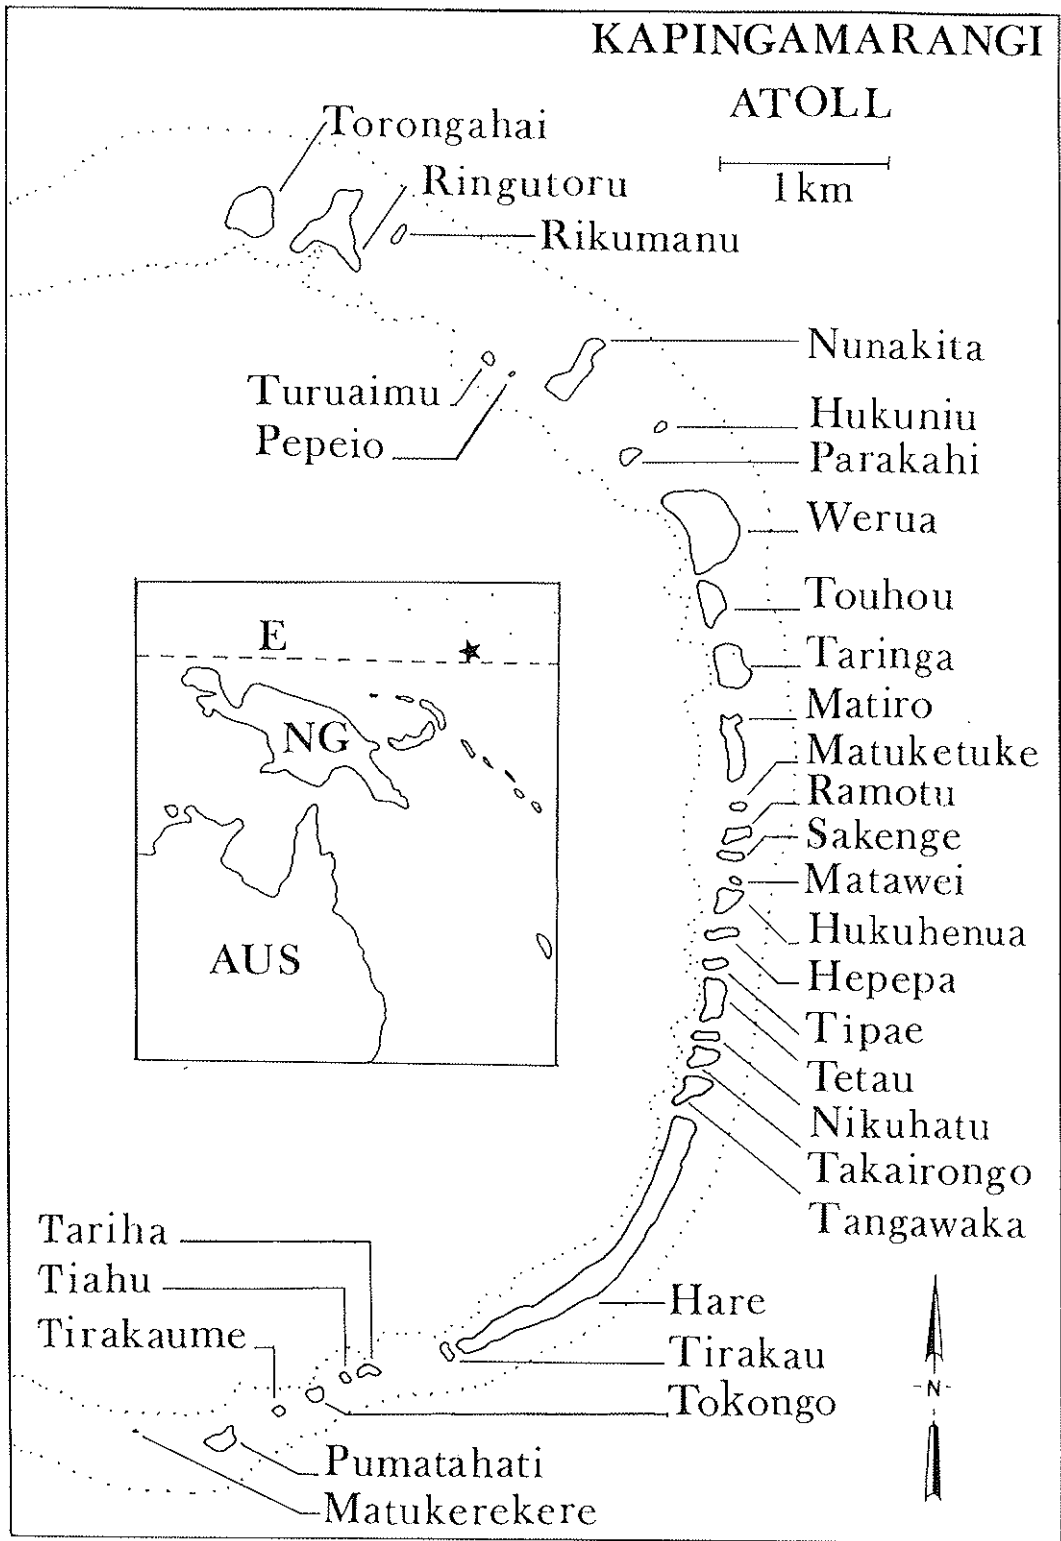 KAPINGAMARANGI
ATOLL
1 km
Torongahai
Ringutoru
Rikumanu
Nunakita
Turuaimu
Pepeio
Hukuniu
Parakahi
Werua
Touhou
Taringa
Matiro
Matuketuke
Ramotu
Sakenge
Matawei
Hukuhenua
Hepepa
Tipae
Tetau
Nikuhatu
Takairongo
Tangawaka
E
NG
AUS
Tariha
Tiahu
Tirakaume
Hare
Tirakau
Tokongo
Pumatahati
Matukerekere
N